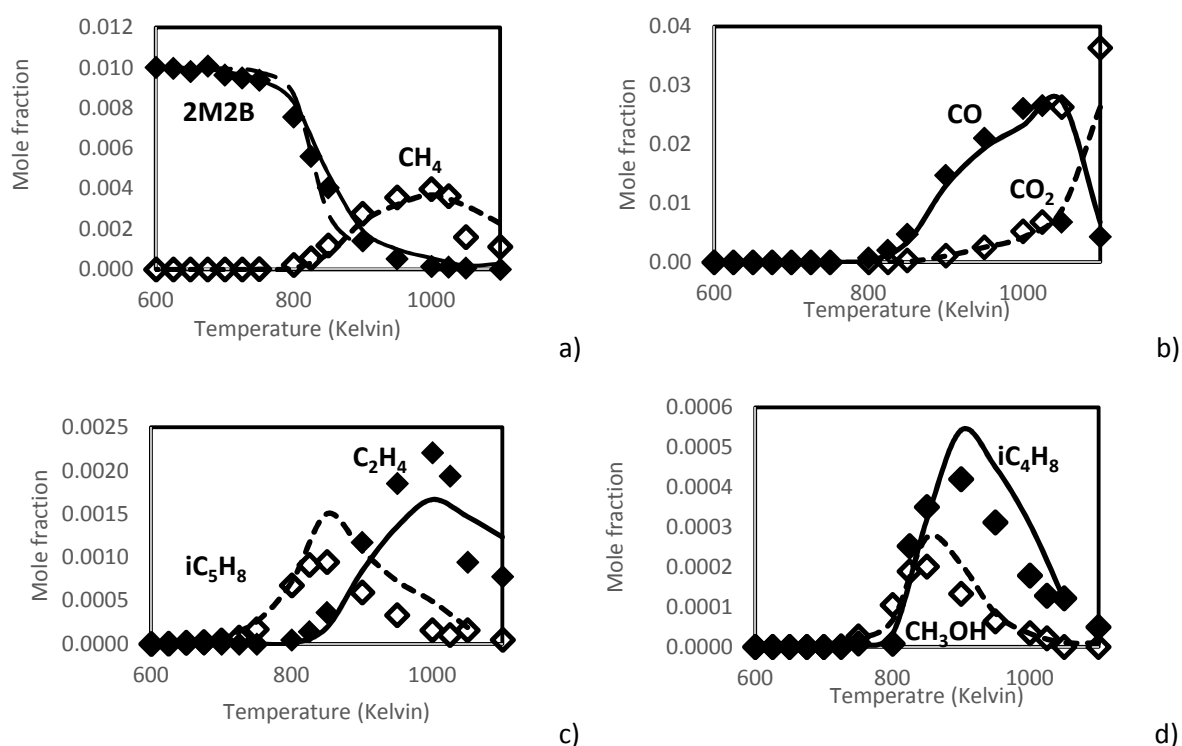 Mole fraction
0.012
0.010
0.008
0.006
0.004
0.002
0.000
2M2B
CH4
600
800
1000
Temperature (Kelvin)
a)
Mole fraction
0.04
0.03
0.02
0.01
0.00
CO
CO2
600
800
1000
Temperature (Kelvin)
b)
Mole fraction
0.0025
0.0020
0.0015
0.0010
0.0005
0.0000
C2H4
iC5H8
600
800
1000
Temperature (Kelvin)
c)
Mole fraction
0.0006
0.0005
0.0004
0.0003
0.0002
0.0001
0.0000
iC4H8
CH3OH
600
800
1000
Temperatre (Kelvin)
d)